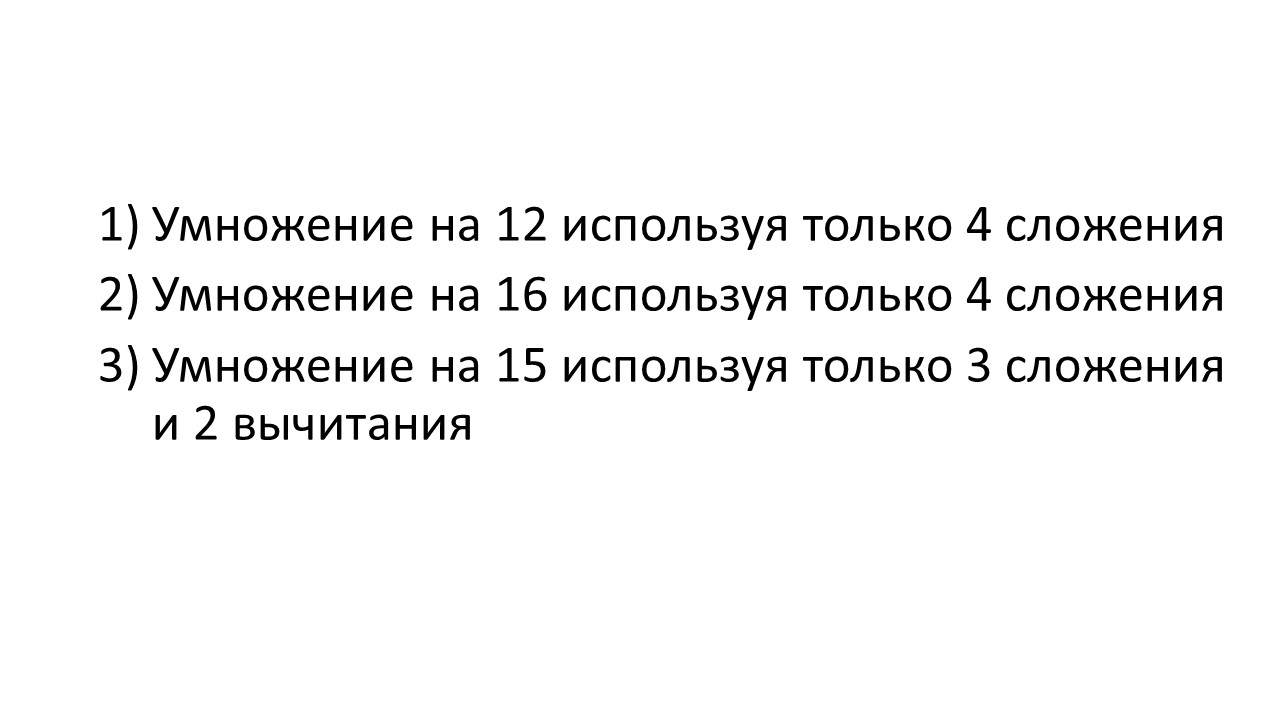 1) Умножение на 12 используя только 4 сложения
2) Умножение на 16 используя только 4 сложения
3) Умножение на 15 используя только 3 сложения
и 2 вычитания